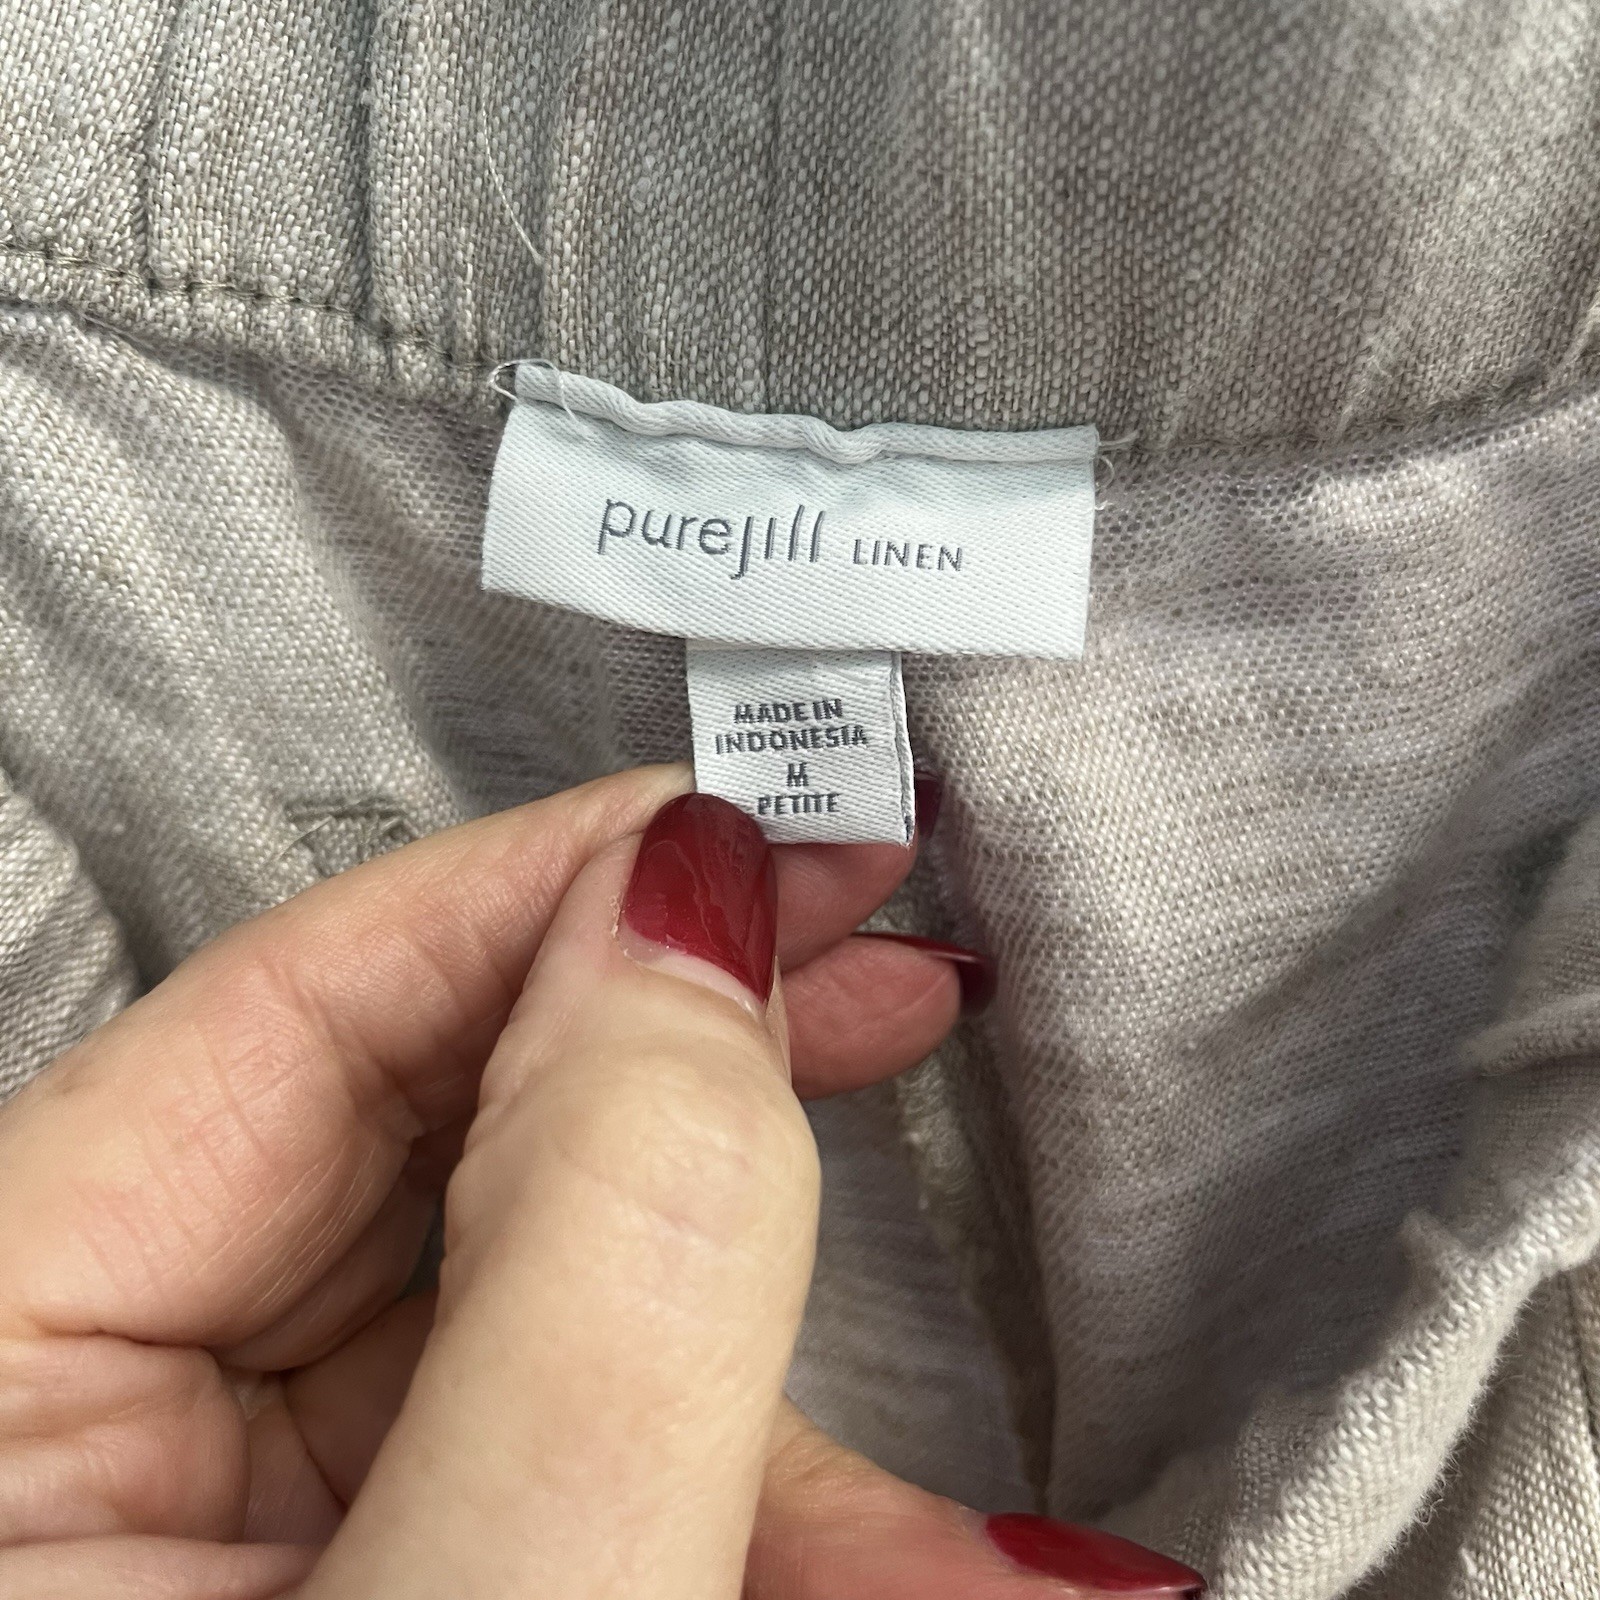 purejill LINEN
MADE IN
INDONESIA
M
PETITE